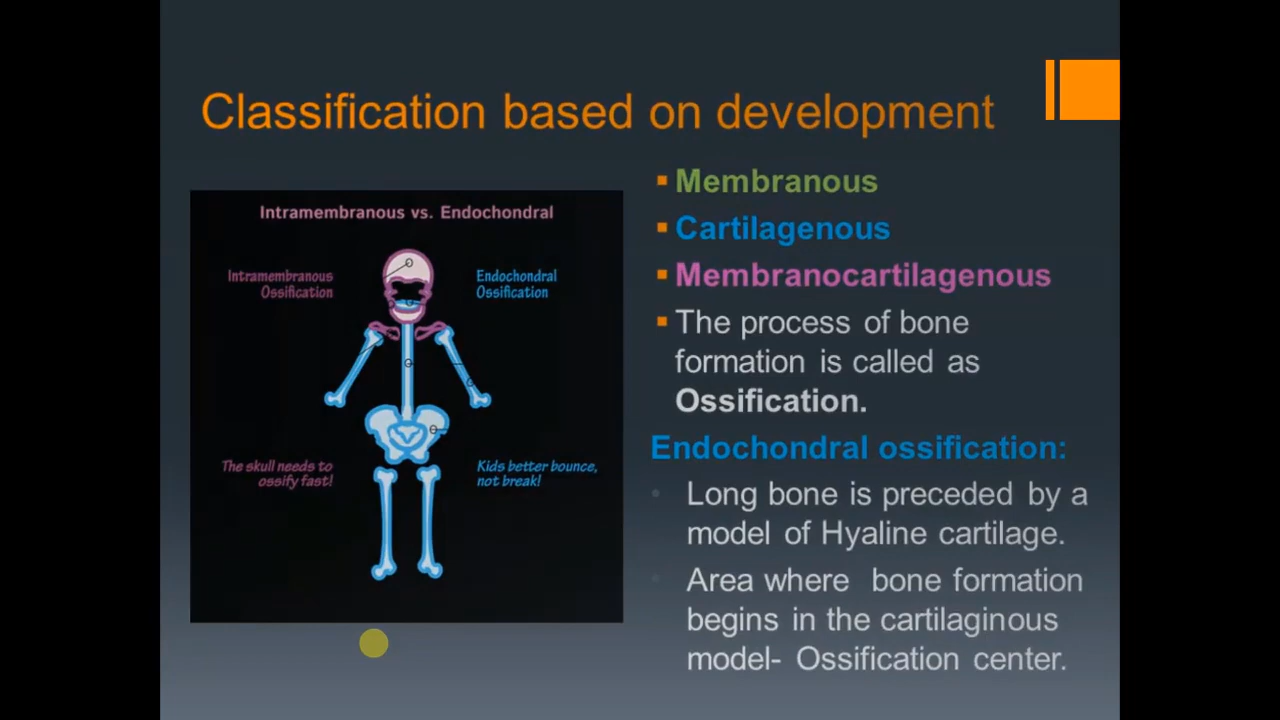 Classification based on development
Intramembranous vs. Endochondral
Intramembranous
Ossification
Endochondral
Ossification
The skull needs to
ossify fast!
Kids better bounce,
not break!
Membranous
Cartilagenous
Membranocartilagenous
The process of bone
formation is called as
Ossification.
Endochondral ossification:
Long bone is preceded by a
model of Hyaline cartilage.
Area where bone formation
begins in the cartilaginous
model- Ossification center.